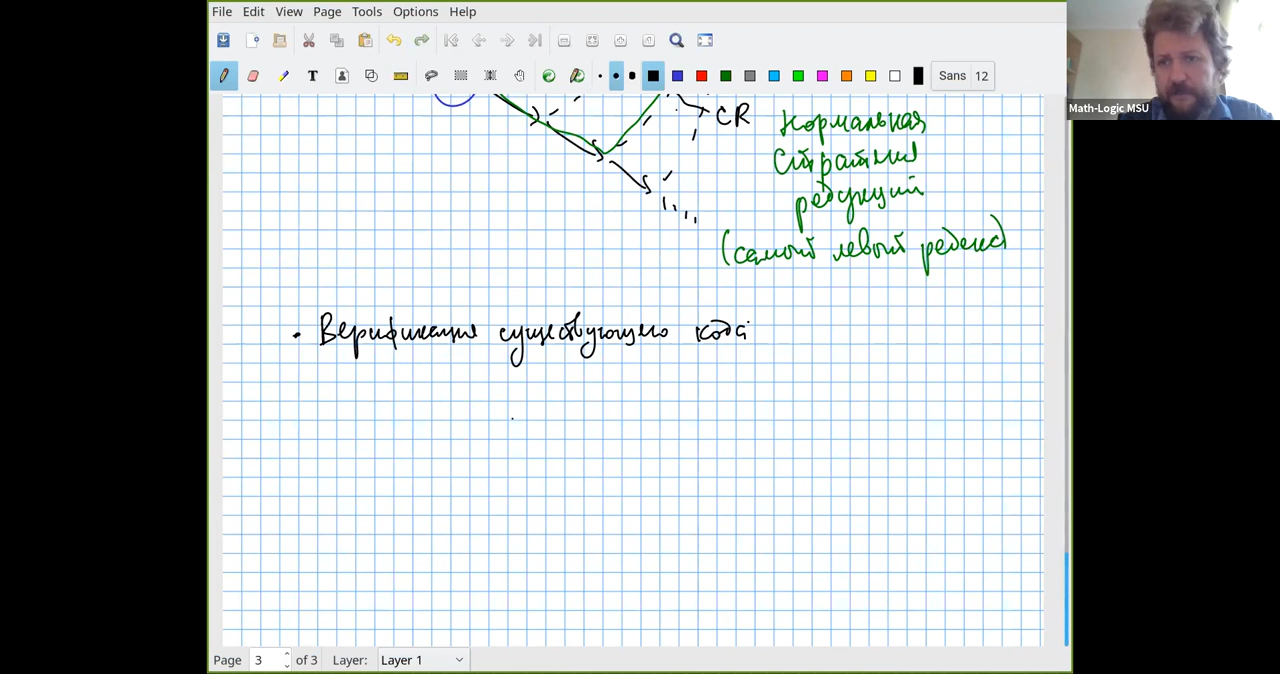 File Edit View Page Tools Options Help
T Sans 12
Math-Logic MSU
CR
Нормальная
стратегия
редукций
(самый левый редекс)
• Верификация существующего кода
Page 3 of 3 Layer: Layer 1